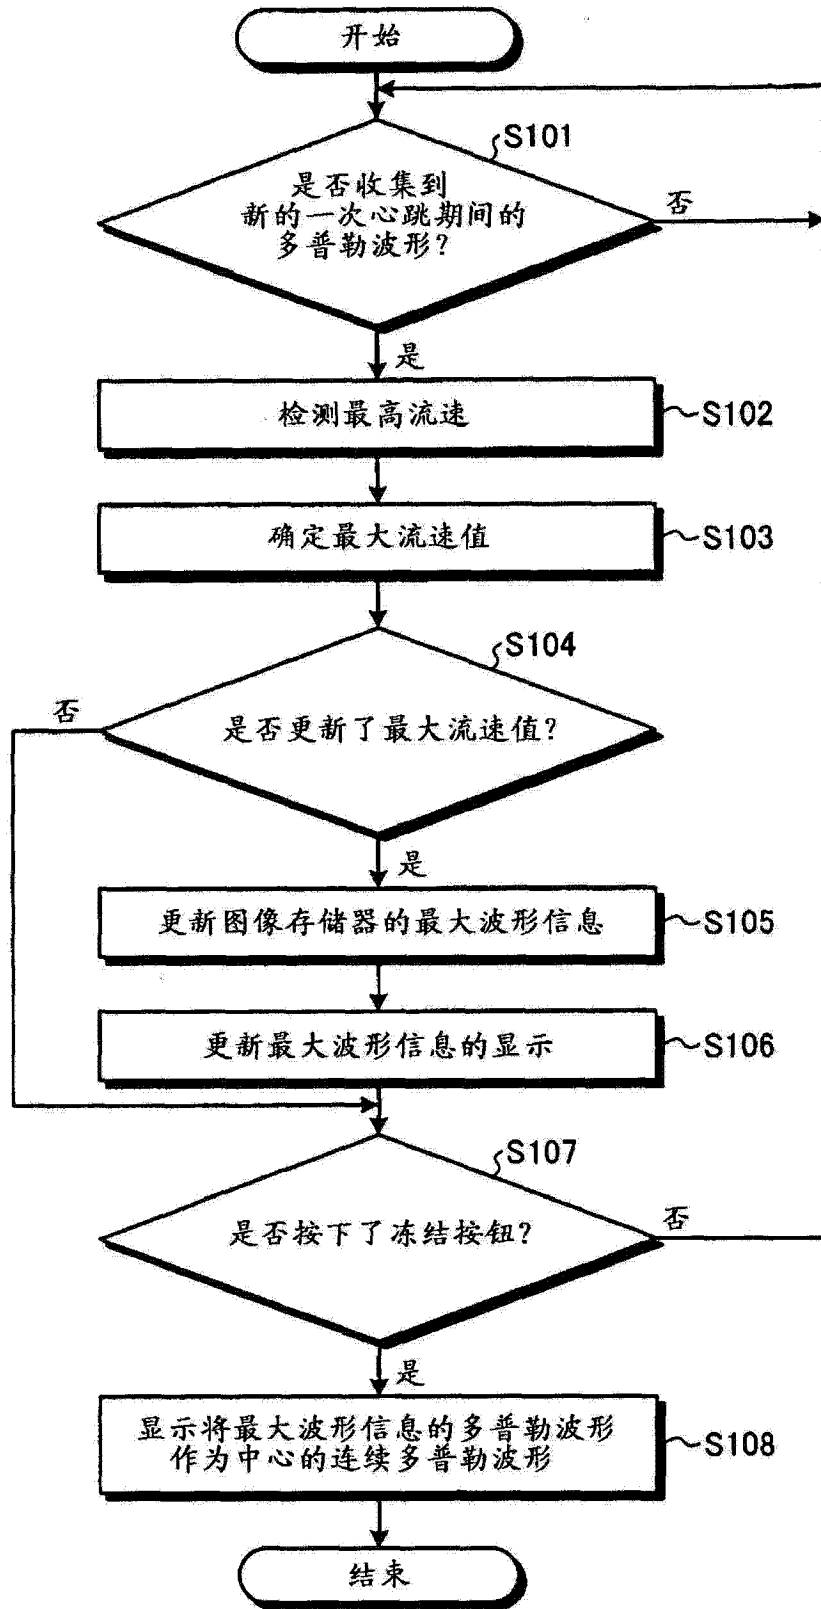 开始
S101
是否收集到
新的一次心跳期间的
多普勒波形?
否
是
检测最高流速
S102
确定最大流速值
S103
S104
否
是否更新了最大流速值?
是
更新图像存储器的最大波形信息
S105
更新最大波形信息的显示
S106
S107
是否按下了冻结按钮?
否
是
显示将最大波形信息的多普勒波形
作为中心的连续多普勒波形
S108
结束